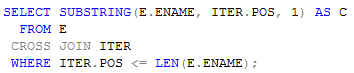 SELECT SUBSTRING(E.ENAME, ITER.POS, 1) AS C
FROM E
CROSS JOIN ITER
WHERE ITER.POS <= LEN(E.ENAME);